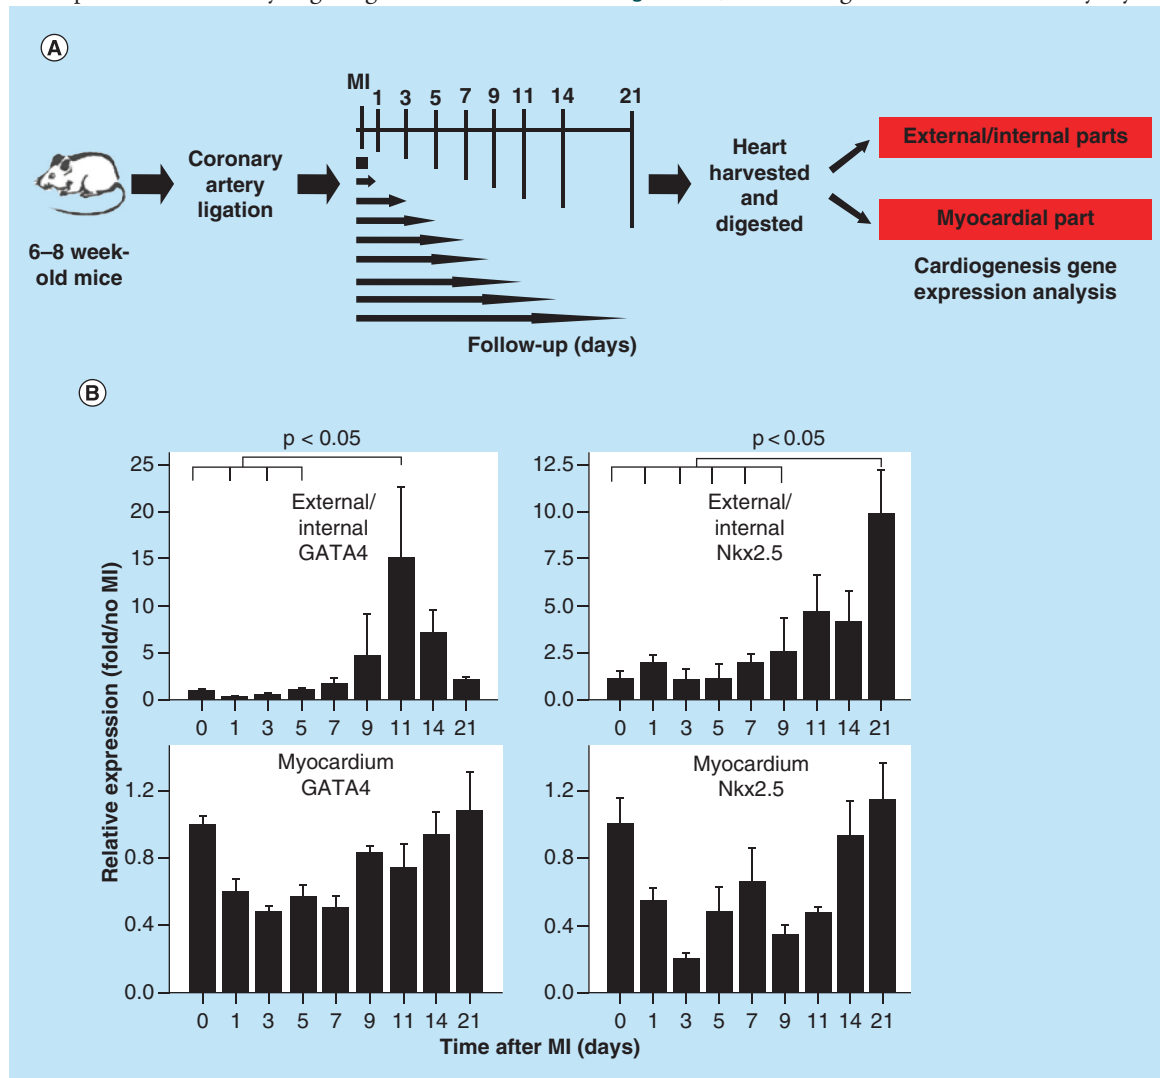 A
MI
1 3 5 7 9 11 14 21
Coronary
artery
ligation
6–8 week-
old mice
Heart
harvested
and
digested
External/internal parts
Myocardial part
Cardiogenesis gene
expression analysis
Follow-up (days)
B
Relative expression (fold/no MI)
p < 0.05
25
20
15
10
5
0
External/
internal
GATA4
0 1 3 5 7 9 11 14 21
p < 0.05
12.5
10.0
7.5
5.0
2.5
0.0
External/
internal
Nkx2.5
0 1 3 5 7 9 11 14 21
Myocardium
GATA4
1.2
0.8
0.4
0.0
0 1 3 5 7 9 11 14 21
Myocardium
Nkx2.5
1.2
0.8
0.4
0.0
0 1 3 5 7 9 11 14 21
Time after MI (days)